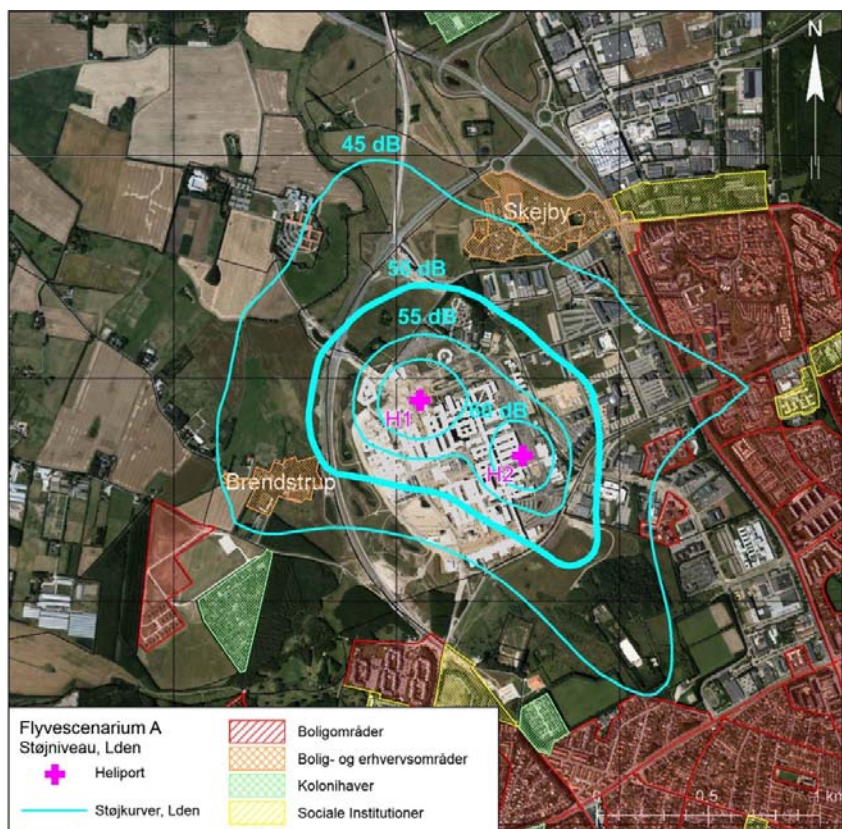 N
45 dB
Skejby
50 dB
55 dB
H1
60 dB
H2
Brendstrup
Flyvescenarium A
Støjniveau, Lden
Heliport
Støjkurver, Lden
Boligområder
Bolig- og erhvervsområder
Kolonihaver
Sociale Institutioner
0 0.5 1 km